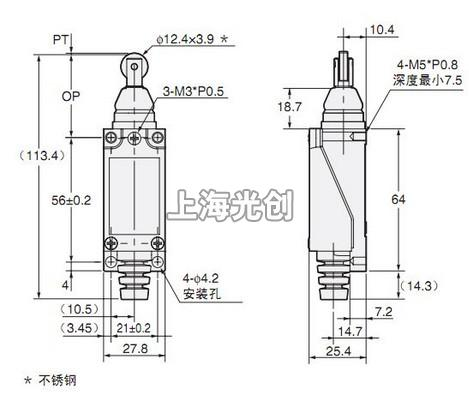 PT
φ12.4×3.9 *
10.4
4-M5*P0.8
深度最小7.5
3-M3*P0.5
OP
18.7
(113.4)
56±0.2
64
上海光创
4
4-φ4.2
安装孔
(14.3)
(10.5)
7.2
(3.45)
21±0.2
14.7
27.8
25.4
* 不锈钢